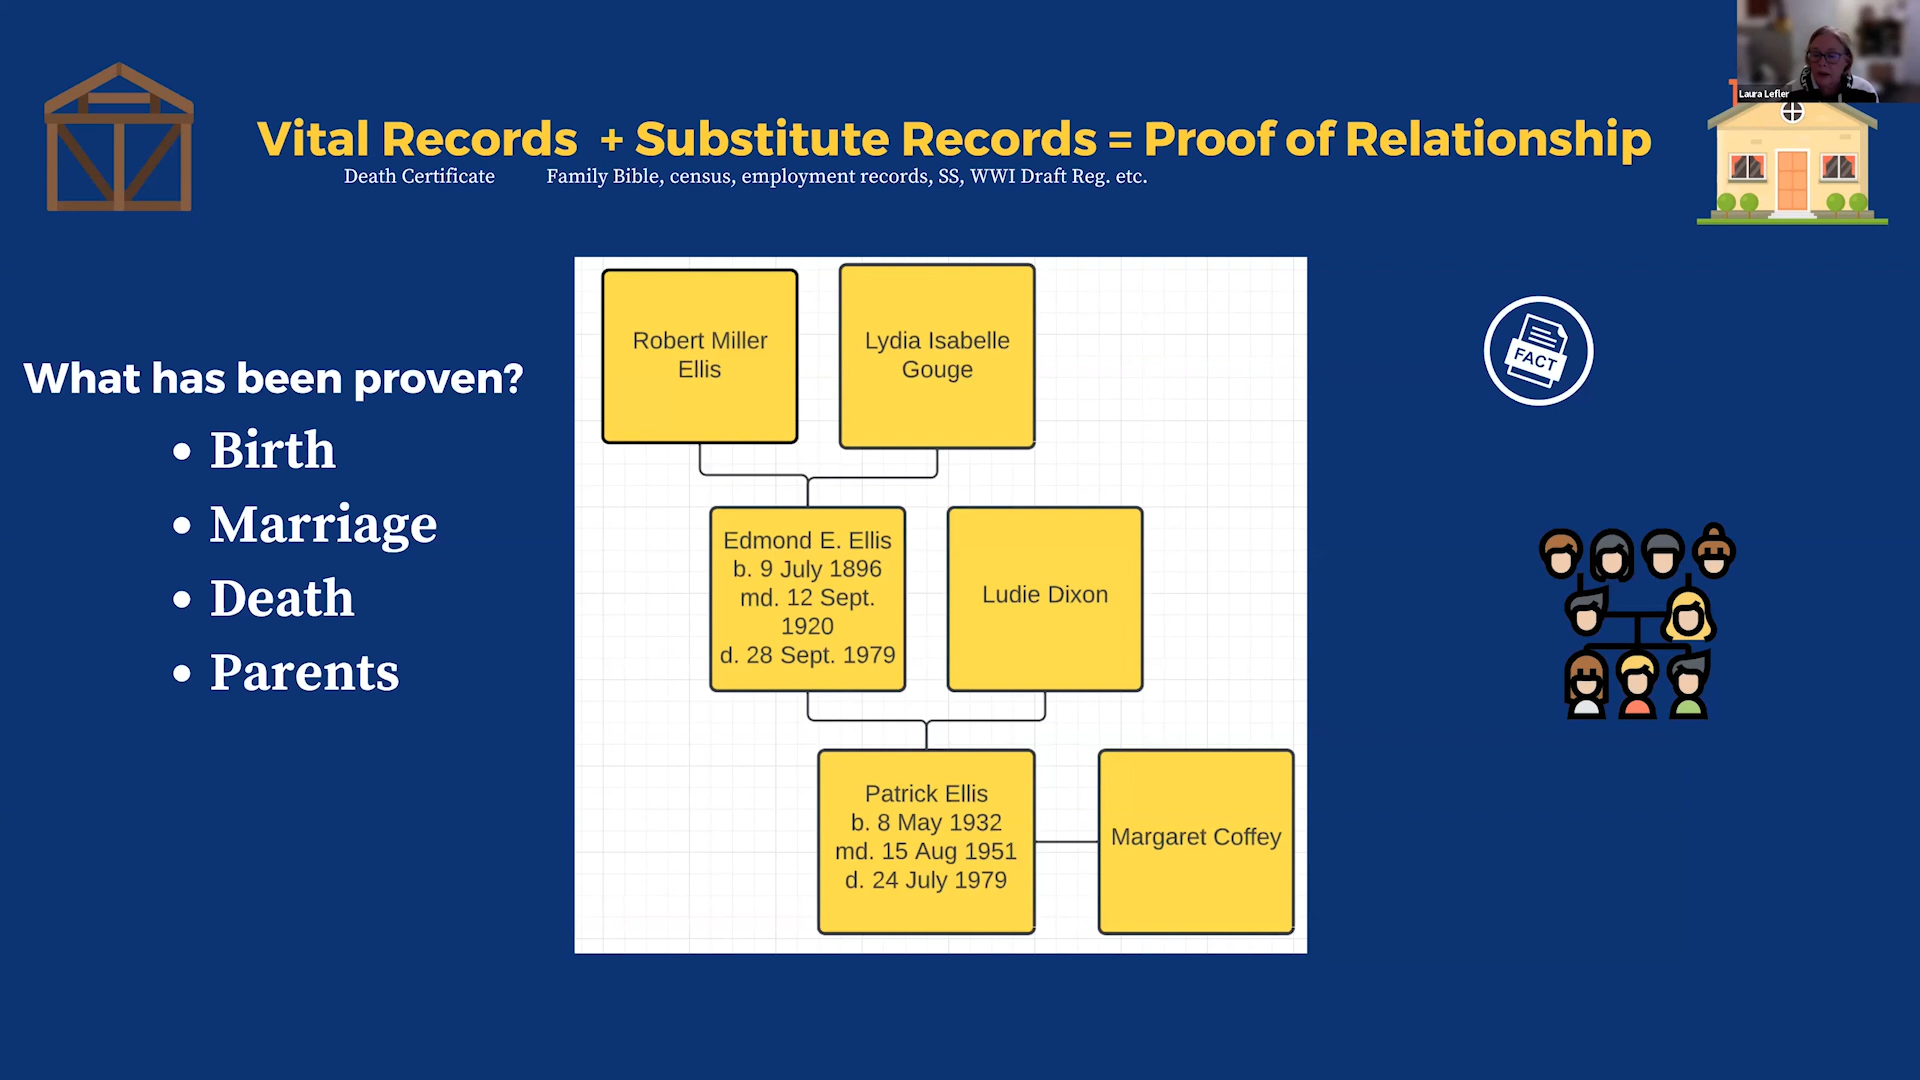 Laura Lefler
Vital Records + Substitute Records = Proof of Relationship
Death Certificate
Family Bible, census, employment records, SS, WWI Draft Reg. etc.
What has been proven?
• Birth
• Marriage
• Death
• Parents
Robert Miller
Ellis
Lydia Isabelle
Gouge
Edmond E. Ellis
b. 9 July 1896
md. 12 Sept.
1920
d. 28 Sept. 1979
Ludie Dixon
Patrick Ellis
b. 8 May 1932
md. 15 Aug 1951
d. 24 July 1979
Margaret Coffey
FACT